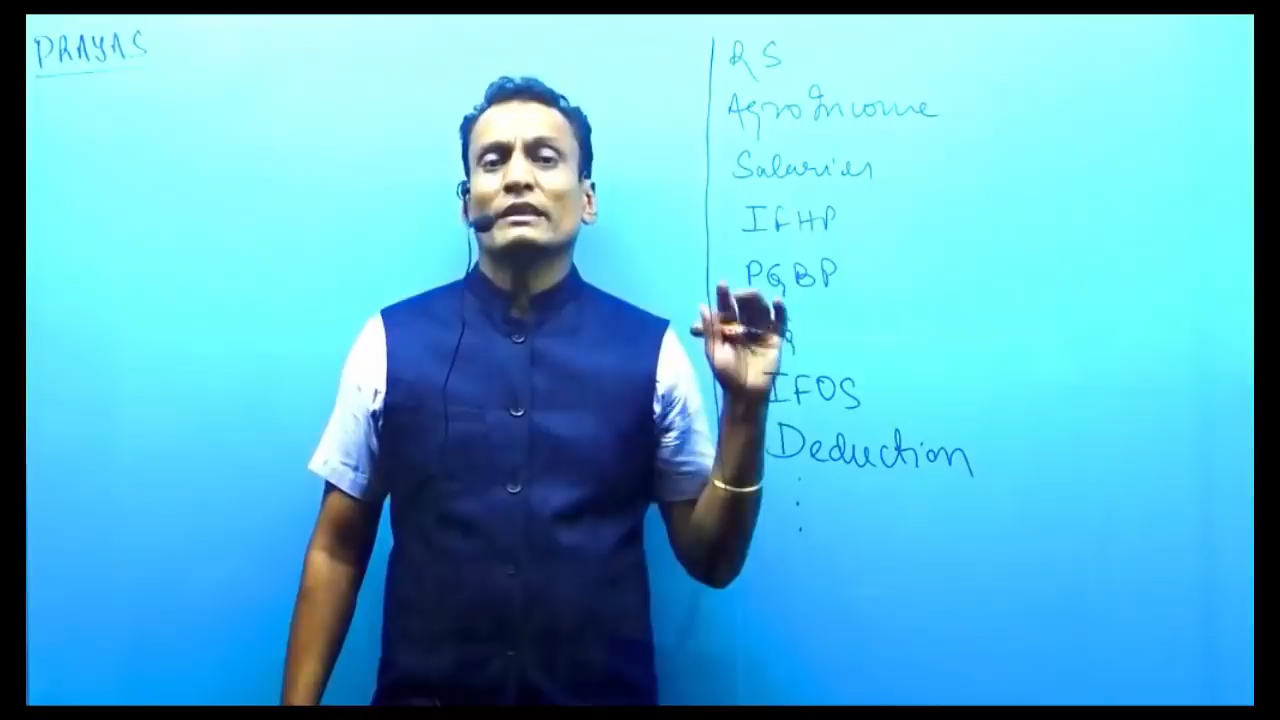 PRAYAS
RS
Agro Income
Salaries
IFHP
PGBP
IFOS
Deduction